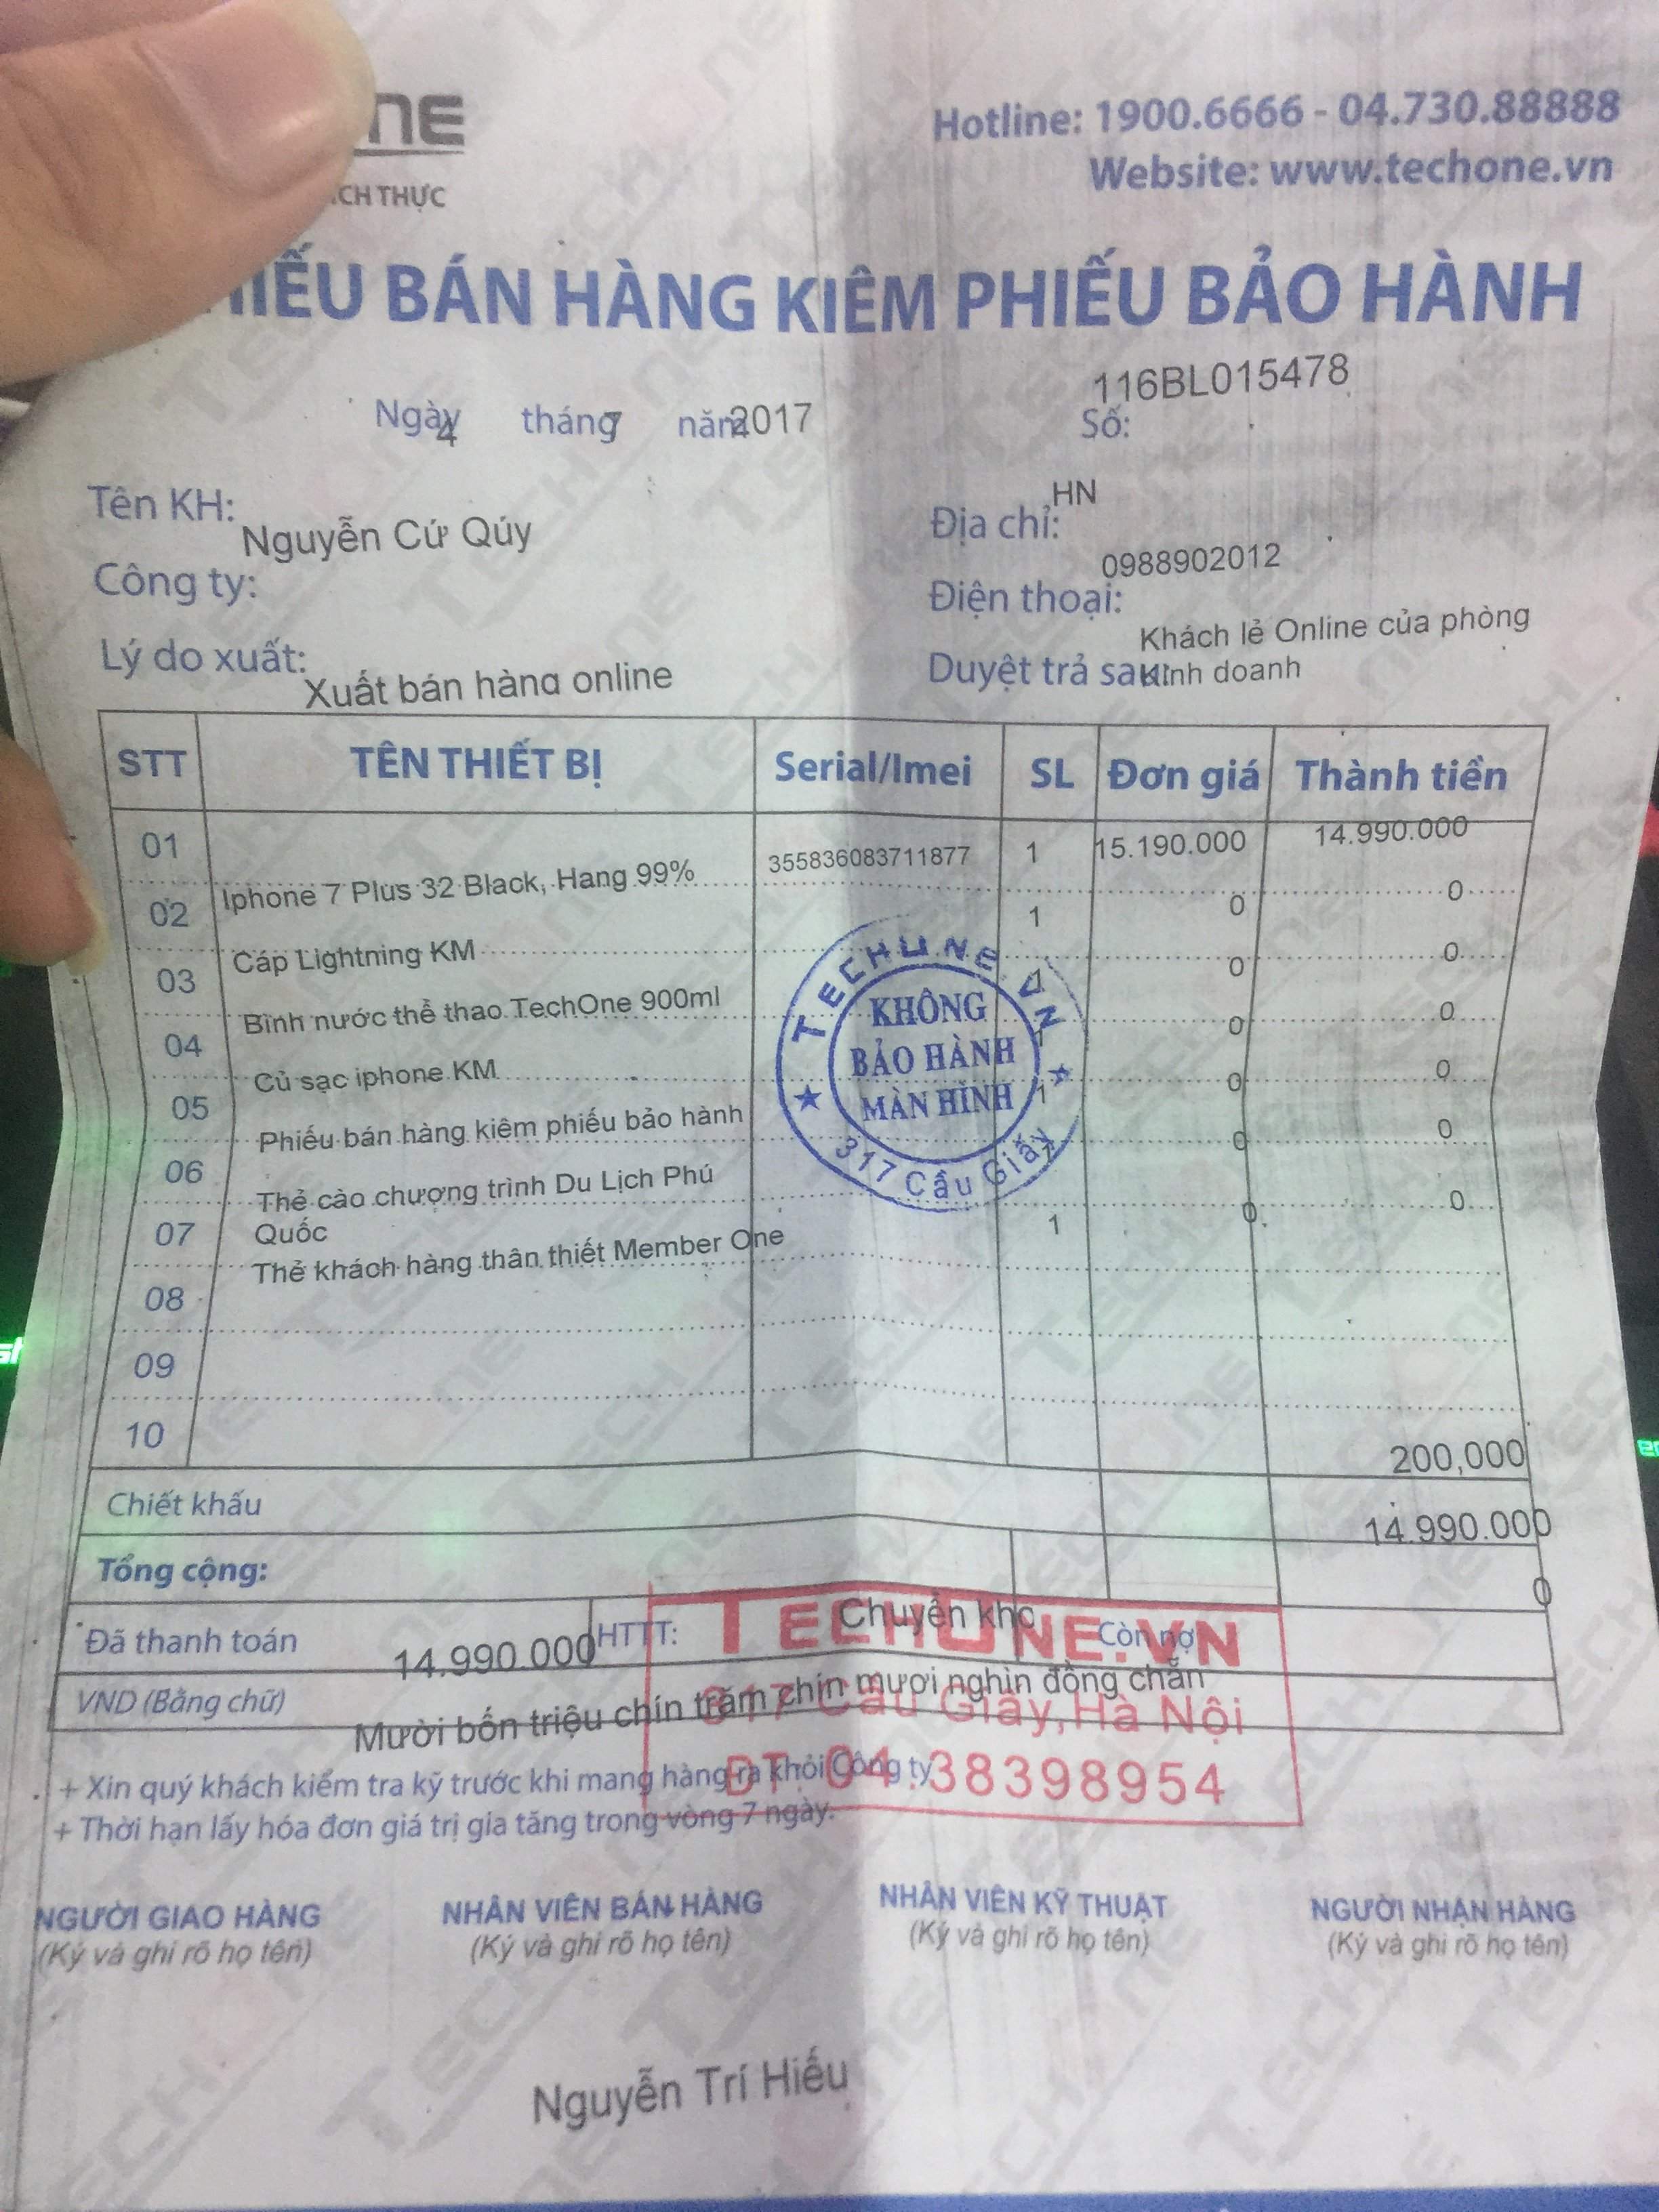 ne
ÍCH THỰC
Hotline: 1900.6666 - 04.730.88888
Website: www.techone.vn
HIẾU BÁN HÀNG KIÊM PHIẾU BẢO HÀNH
116BL015478
Ngày 4 tháng 7 năm 2017 Số:
Tên KH: Nguyễn Cứ Qúy
Địa chỉ: HN
Công ty:
Điện thoại: 0988902012
Lý do xuất: Xuất bán hàng online
Duyệt trả sau: Khách lẻ Online của phòng
Kinh doanh
STT TÊN THIẾT BỊ Serial/Imei SL Đơn giá Thành tiền
01 Iphone 7 Plus 32 Black, Hang 99% 355836083711877 1 15.190.000 14.990.000
02 Cáp Lightning KM 1 0 0
03 Bình nước thể thao TechOne 900ml 1 0 0
04 Củ sạc iphone KM 1 0 0
05 Phiếu bán hàng kiêm phiếu bảo hành 1 0 0
06 Thẻ cào chượng trình Du Lịch Phú 1 0 0
Quốc
07 Thẻ khách hàng thân thiết Member One 1 0 0
08
09
10
TECHONE.VN
KHÔNG
BẢO HÀNH
MÀN HÌNH
317 Cầu Giấy
Chiết khấu 200,000
Tổng cộng: 14.990.000
Đã thanh toán 14.990.000 HTTT: Chuyển kho Còn nợ 0
VND (Bằng chữ) Mười bốn triệu chín trăm chín mươi nghìn đồng chẵn
TECHONE.VN
317 Cầu Giấy, Hà Nội
ĐT: 04.38398954
+ Xin quý khách kiểm tra kỹ trước khi mang hàng ra khỏi Công ty
+ Thời hạn lấy hóa đơn giá trị gia tăng trong vòng 7 ngày.
NGƯỜI GIAO HÀNG NHÂN VIÊN BÁN HÀNG NHÂN VIÊN KỸ THUẬT NGƯỜI NHẬN HÀNG
(Ký và ghi rõ họ tên) (Ký và ghi rõ họ tên) (Ký và ghi rõ họ tên) (Ký và ghi rõ họ tên)
Nguyễn Trí Hiếu